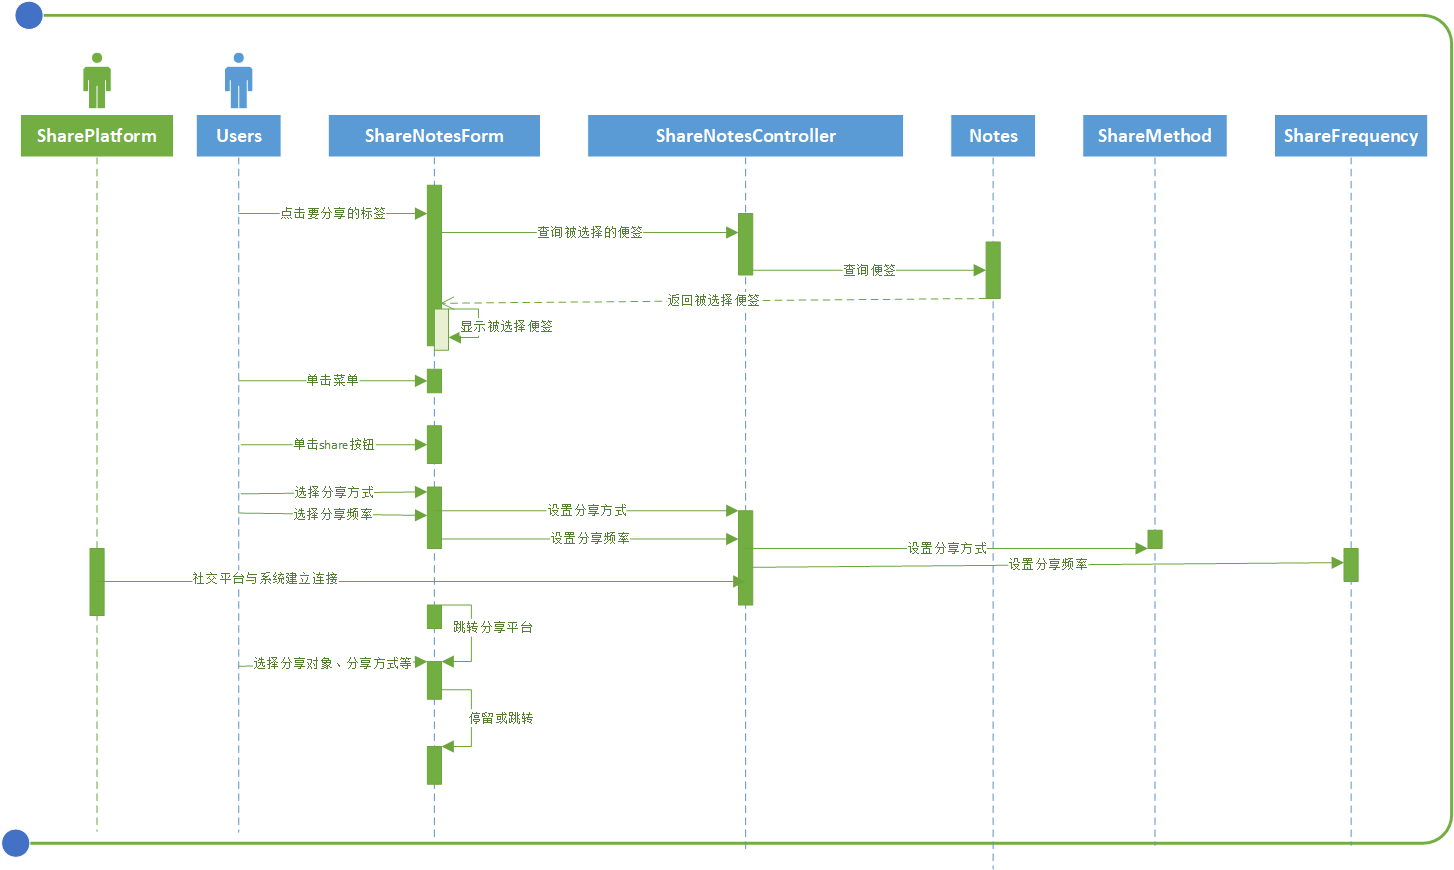 SharePlatform
Users
ShareNotesForm
ShareNotesController
Notes
ShareMethod
ShareFrequency
点击要分享的标签
查询被选择的便签
查询便签
返回被选择便签
显示被选择便签
单击菜单
单击share按钮
选择分享方式
选择分享频率
设置分享方式
设置分享频率
设置分享方式
设置分享频率
社交平台与系统建立连接
跳转分享平台
选择分享对象、分享方式等
停留或跳转